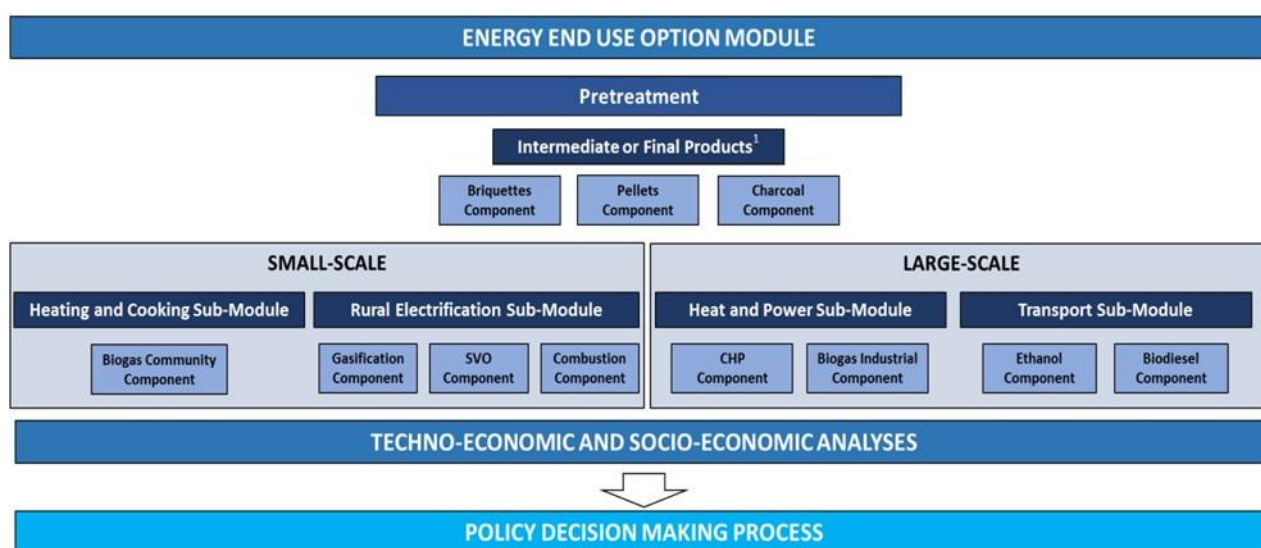 ENERGY END USE OPTION MODULE
Pretreatment
Intermediate or Final Products¹
Briquettes
Component
Pellets
Component
Charcoal
Component
SMALL-SCALE
Heating and Cooking Sub-Module
Rural Electrification Sub-Module
Biogas Community
Component
Gasification
Component
SVO
Component
Combustion
Component
LARGE-SCALE
Heat and Power Sub-Module
Transport Sub-Module
CHP
Component
Biogas Industrial
Component
Ethanol
Component
Biodiesel
Component
TECHNO-ECONOMIC AND SOCIO-ECONOMIC ANALYSES
POLICY DECISION MAKING PROCESS